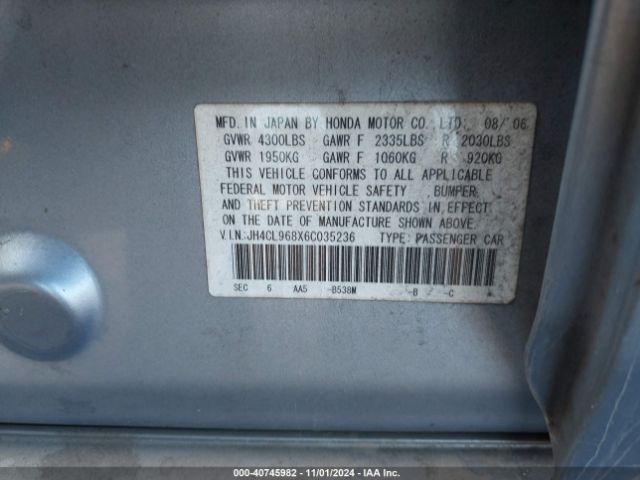 MFD. IN JAPAN BY HONDA MOTOR CO., LTD. 08/ '06
GVWR 4300LBS GAWR F 2335LBS R 2030LBS
GVWR 1950KG GAWR F 1060KG R 920KG
THIS VEHICLE CONFORMS TO ALL APPLICABLE
FEDERAL MOTOR VEHICLE SAFETY, BUMPER,
AND THEFT PREVENTION STANDARDS IN EFFECT
ON THE DATE OF MANUFACTURE SHOWN ABOVE.
V.I.N:JH4CL968X6C035236 TYPE: PASSENGER CAR
SEC 6 AA5 -B538M -B -C
000-40745982 - 11/01/2024 - IAA Inc.